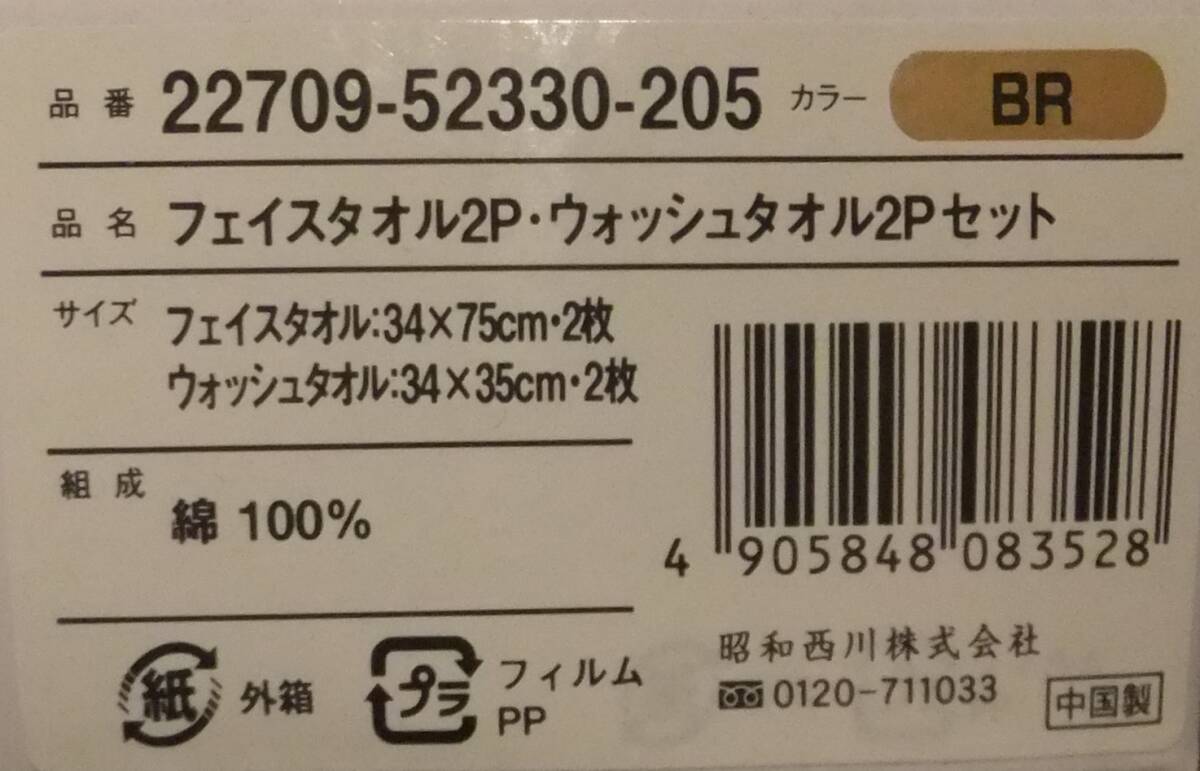 品番 22709-52330-205 カラー BR
品名 フェイスタオル2P・ウォッシュタオル2Pセット
サイズ フェイスタオル:34×75cm・2枚
ウォッシュタオル:34×35cm・2枚
組成 綿 100%
4 905848 083528
紙 外箱
プラ フィルム
PP
昭和西川株式会社
0120-711033
中国製